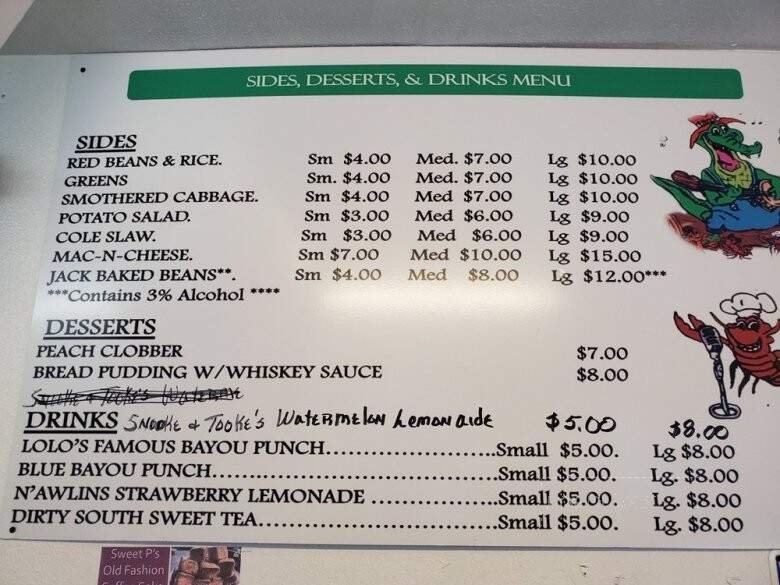 SIDES, DESSERTS, & DRINKS MENU
SIDES
RED BEANS & RICE. Sm $4.00 Med. $7.00 Lg $10.00
GREENS Sm. $4.00 Med. $7.00 Lg $10.00
SMOTHERED CABBAGE. Sm $4.00 Med $7.00 Lg $10.00
POTATO SALAD. Sm $3.00 Med $6.00 Lg $9.00
COLE SLAW. Sm $3.00 Med $6.00 Lg $9.00
MAC-N-CHEESE. Sm $7.00 Med $10.00 Lg $15.00
JACK BAKED BEANS**. Sm $4.00 Med $8.00 Lg $12.00***
***Contains 3% Alcohol ****
DESSERTS
PEACH CLOBBER $7.00
BREAD PUDDING W/WHISKEY SAUCE $8.00
DRINKS SNOOKE & TOOKE'S WATERMELON LEMON AIDE $5.00 $8.00
LOLO'S FAMOUS BAYOU PUNCH........................Small $5.00. Lg $8.00
BLUE BAYOU PUNCH..........................................Small $5.00. Lg. $8.00
N'AWLINS STRAWBERRY LEMONADE ..................Small $5.00. Lg. $8.00
DIRTY SOUTH SWEET TEA...................................Small $5.00. Lg. $8.00
Sweet P's
Old Fashion